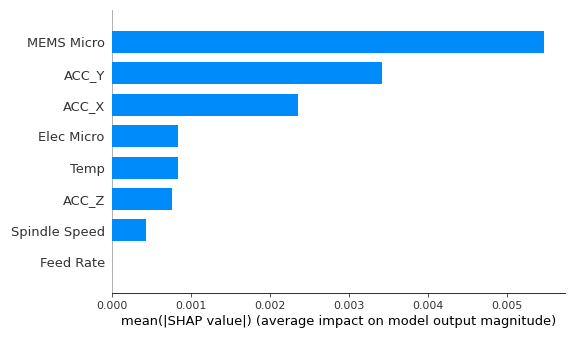 MEMS Micro
ACC_Y
ACC_X
Elec Micro
Temp
ACC_Z
Spindle Speed
Feed Rate
0.000 0.001 0.002 0.003 0.004 0.005
mean(|SHAP value|) (average impact on model output magnitude)